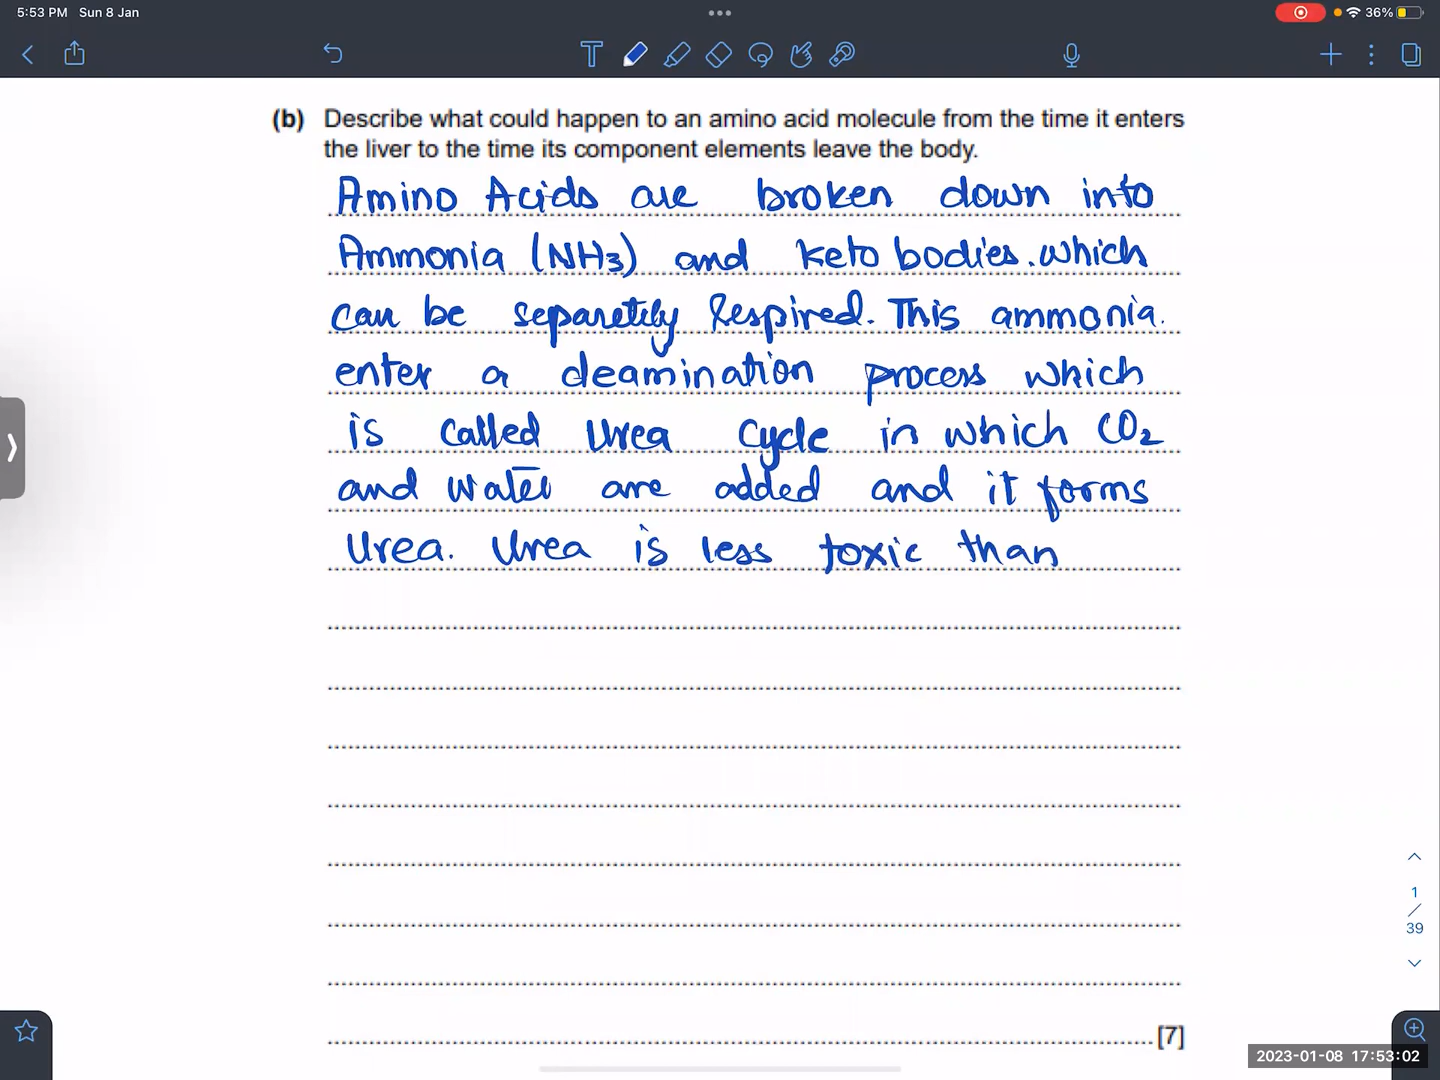 5:53 PM Sun 8 Jan
36%
(b) Describe what could happen to an amino acid molecule from the time it enters
the liver to the time its component elements leave the body.
Amino Acids are broken down into
Ammonia (NH3) and keto bodies. which
can be separetily Respired. This ammonia.
enter a deamination process which
is called Urea Cycle in which CO2
and Water are added and it forms
Urea. Urea is less toxic than
[7]
1
/
39
2023-01-08 17:53:02